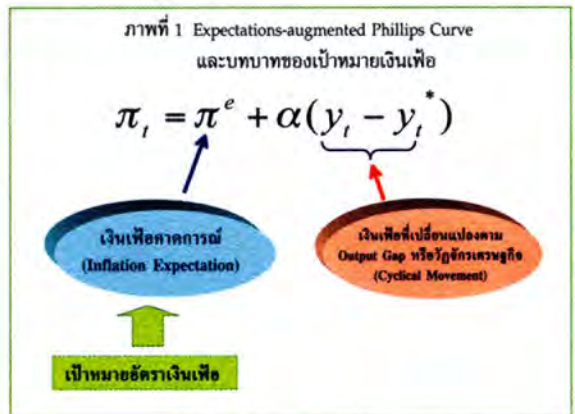 ภาพที่ 1 Expectations-augmented Phillips Curve
และบทบาทของเป้าหมายเงินเฟ้อ
π_t = π^e + α(y_t − y_t^*)
เงินเฟ้อคาดการณ์
(Inflation Expectation)
เงินเฟ้อที่เปลี่ยนแปลงตาม
Output Gap หรือวัฏจักรเศรษฐกิจ
(Cyclical Movement)
เป้าหมายอัตราเงินเฟ้อ